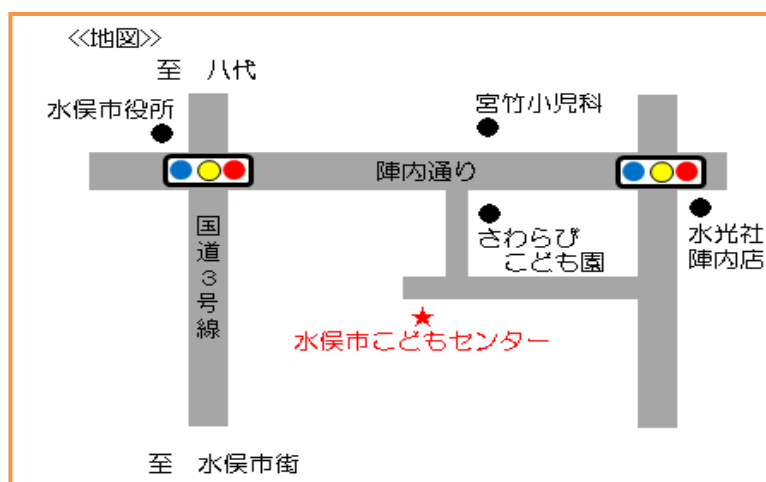 <<地図>>
至 八代
水俣市役所
宮竹小児科
陣内通り
国道3号線
さわらび
こども園
水光社
陣内店
水俣市こどもセンター
至 水俣市街